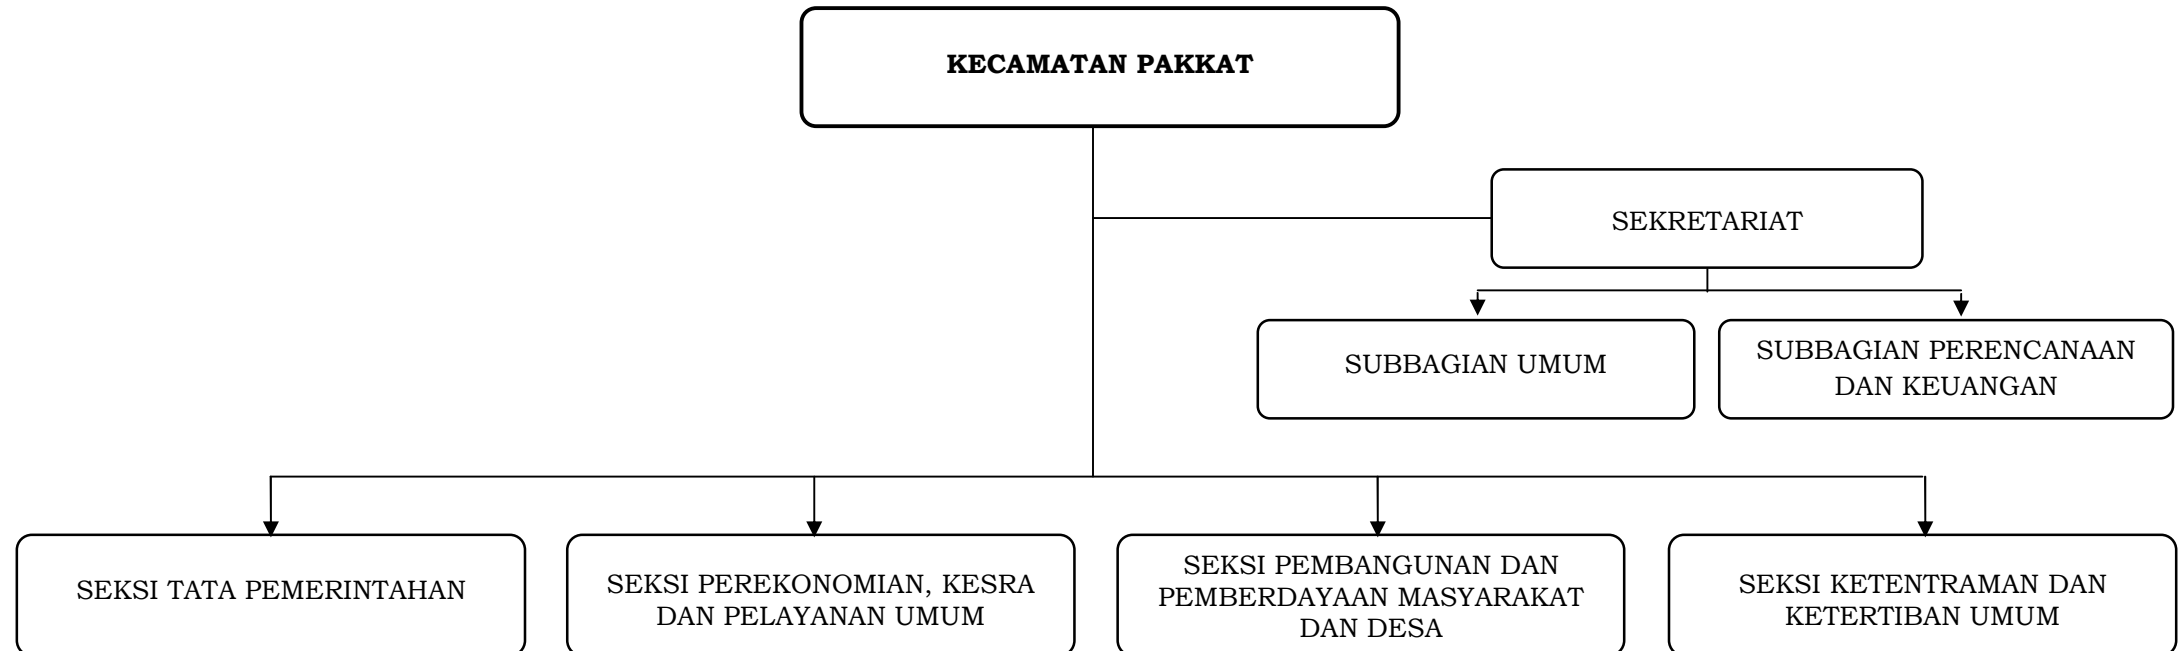 KECAMATAN PAKKAT
SEKRETARIAT
SUBBAGIAN UMUM
SUBBAGIAN PERENCANAAN
DAN KEUANGAN
SEKSI TATA PEMERINTAHAN
SEKSI PEREKONOMIAN, KESRA
DAN PELAYANAN UMUM
SEKSI PEMBANGUNAN DAN
PEMBERDAYAAN MASYARAKAT
DAN DESA
SEKSI KETENTRAMAN DAN
KETERTIBAN UMUM